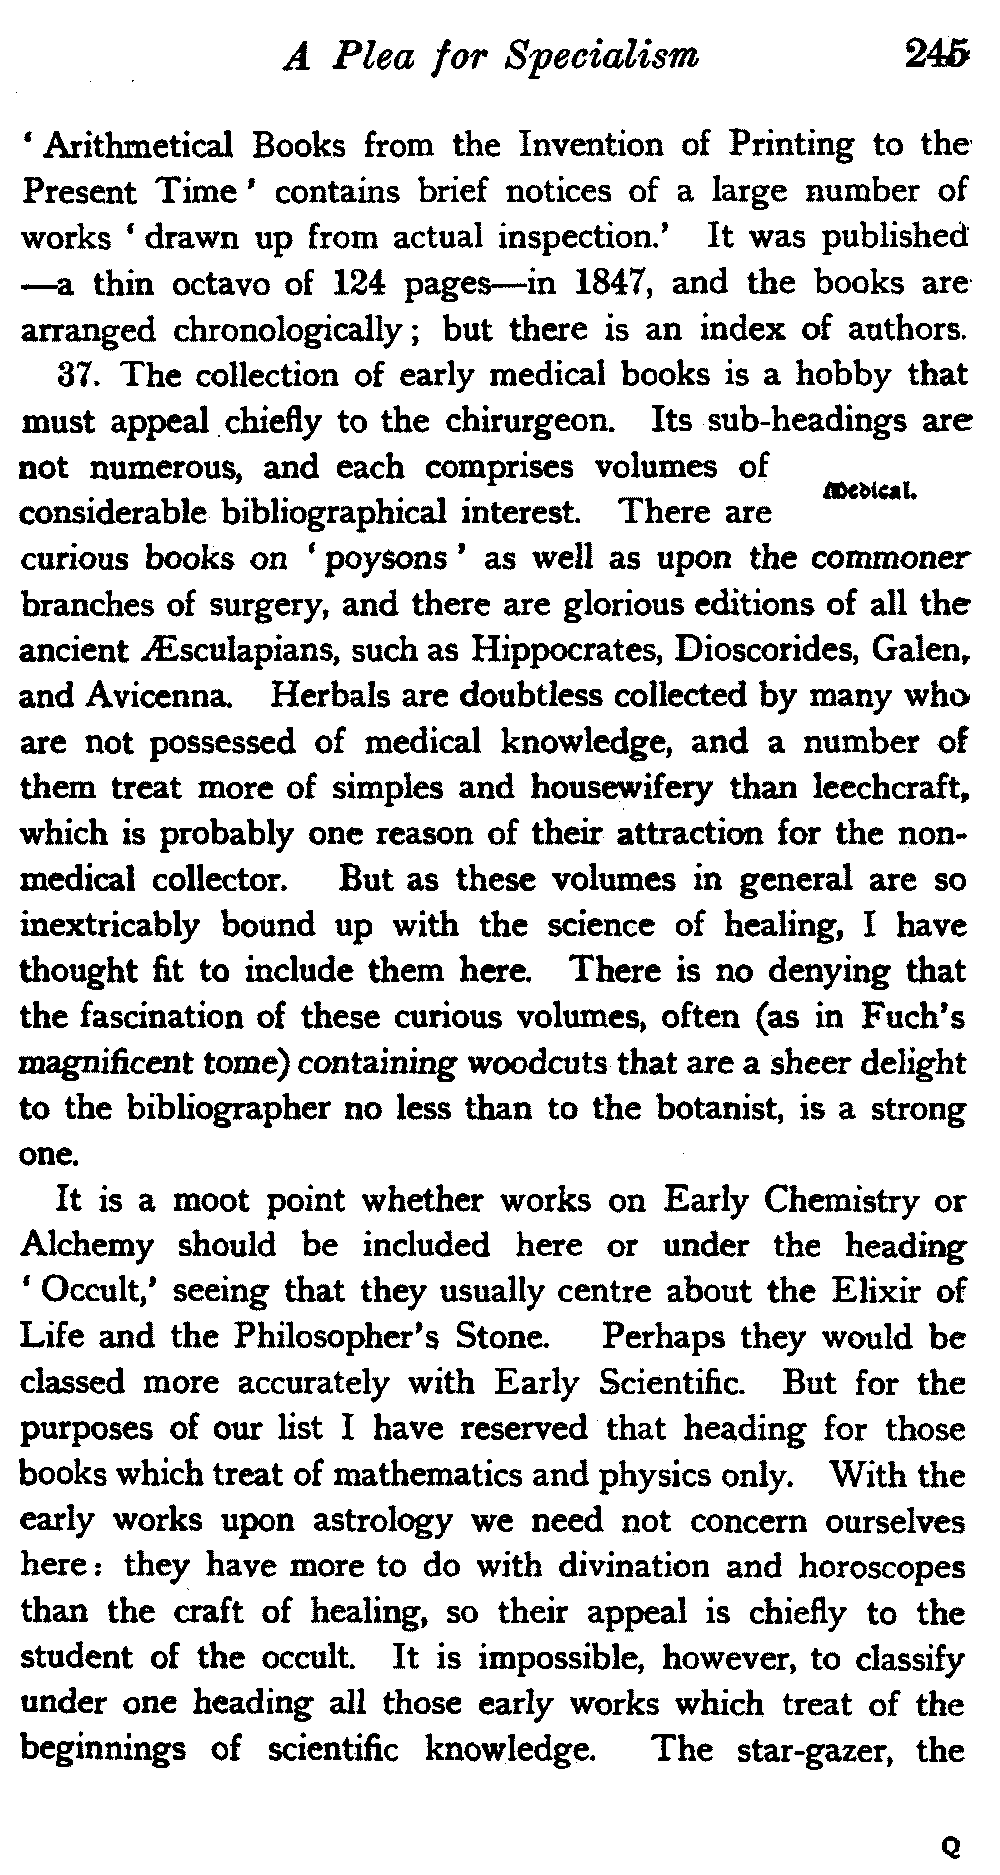 A Plea for Specialism 245
‘ Arithmetical Books from the Invention of Printing to the
Present Time ’ contains brief notices of a large number of
works ‘ drawn up from actual inspection.’ It was published
—a thin octavo of 124 pages—in 1847, and the books are
arranged chronologically ; but there is an index of authors.
37. The collection of early medical books is a hobby that
must appeal chiefly to the chirurgeon. Its sub-headings are
not numerous, and each comprises volumes of
Medical.
considerable bibliographical interest. There are
curious books on ‘ poysons ’ as well as upon the commoner
branches of surgery, and there are glorious editions of all the
ancient Æsculapians, such as Hippocrates, Dioscorides, Galen,
and Avicenna. Herbals are doubtless collected by many who
are not possessed of medical knowledge, and a number of
them treat more of simples and housewifery than leechcraft,
which is probably one reason of their attraction for the non-
medical collector. But as these volumes in general are so
inextricably bound up with the science of healing, I have
thought fit to include them here. There is no denying that
the fascination of these curious volumes, often (as in Fuch’s
magnificent tome) containing woodcuts that are a sheer delight
to the bibliographer no less than to the botanist, is a strong
one.
It is a moot point whether works on Early Chemistry or
Alchemy should be included here or under the heading
‘ Occult,’ seeing that they usually centre about the Elixir of
Life and the Philosopher’s Stone. Perhaps they would be
classed more accurately with Early Scientific. But for the
purposes of our list I have reserved that heading for those
books which treat of mathematics and physics only. With the
early works upon astrology we need not concern ourselves
here : they have more to do with divination and horoscopes
than the craft of healing, so their appeal is chiefly to the
student of the occult. It is impossible, however, to classify
under one heading all those early works which treat of the
beginnings of scientific knowledge. The star-gazer, the
Q